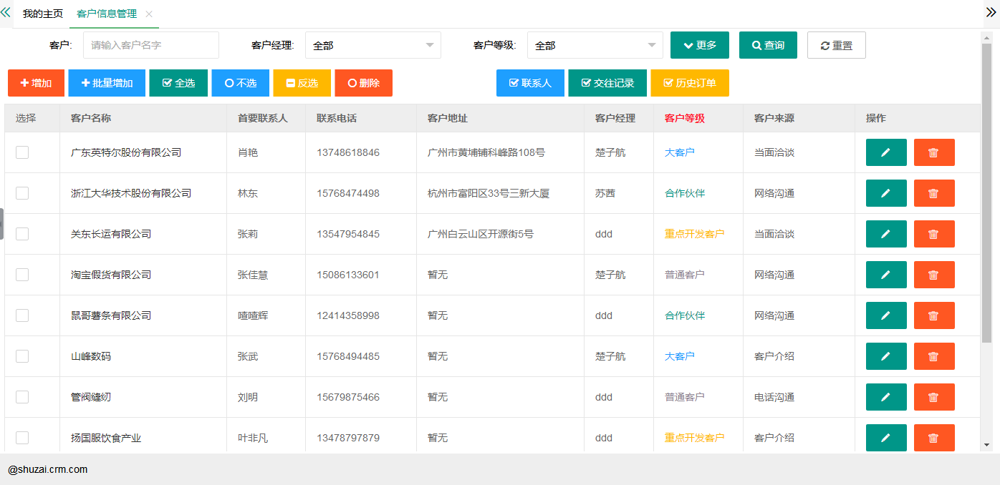 我的主页 客户信息管理
客户: 请输入客户名字 客户经理: 全部 客户等级: 全部 更多 查询 重置
增加 批量增加 全选 不选 反选 删除 联系人 交往记录 历史订单
选择 客户名称 首要联系人 联系电话 客户地址 客户经理 客户等级 客户来源 操作
广东英特尔股份有限公司 肖艳 13748618846 广州市黄埔铺科峰路108号 楚子航 大客户 当面洽谈
浙江大华技术股份有限公司 林东 15768474498 杭州市富阳区33号三新大厦 苏茜 合作伙伴 网络沟通
关东长运有限公司 张莉 13547954845 广州白云山区开源街5号 ddd 重点开发客户 当面洽谈
淘宝假货有限公司 张佳慧 15086133601 暂无 楚子航 普通客户 网络沟通
鼠哥薯条有限公司 喳喳辉 12414358998 暂无 ddd 合作伙伴 网络沟通
山峰数码 张武 15768494485 暂无 楚子航 大客户 客户介绍
管阀缝纫 刘明 15679875466 暂无 ddd 普通客户 电话沟通
扬国服饮食产业 叶非凡 13478797879 暂无 ddd 重点开发客户 客户介绍
@shuzai.crm.com